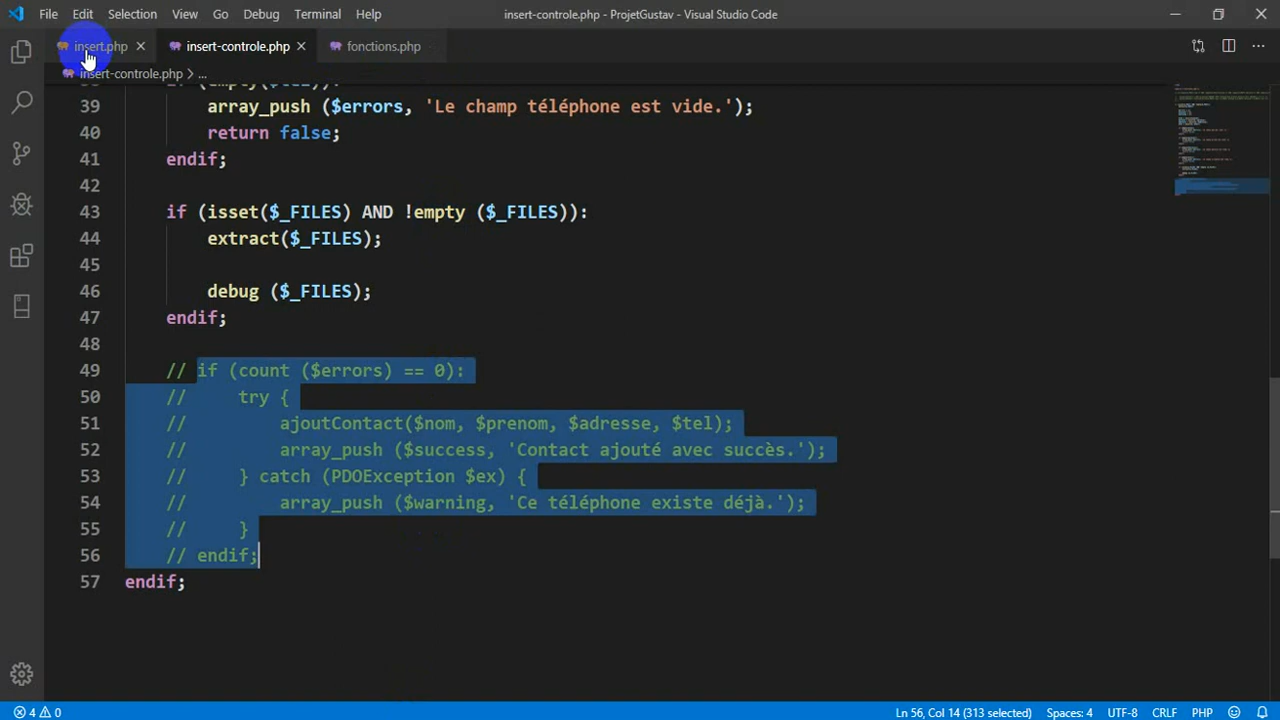 File Edit Selection View Go Debug Terminal Help insert-controle.php - ProjetGustav - Visual Studio Code
insert.php insert-controle.php fonctions.php
insert-controle.php > ...
39 array_push ($errors, 'Le champ téléphone est vide.');
40 return false;
41 endif;
42
43 if (isset($_FILES) AND !empty ($_FILES)):
44 extract($_FILES);
45
46 debug ($_FILES);
47 endif;
48
49 // if (count ($errors) == 0):
50 // try {
51 // ajoutContact($nom, $prenom, $adresse, $tel);
52 // array_push ($success, 'Contact ajouté avec succès.');
53 // } catch (PDOException $ex) {
54 // array_push ($warning, 'Ce téléphone existe déjà.');
55 // }
56 // endif;
57 endif;
4 0 Ln 56, Col 14 (313 selected) Spaces: 4 UTF-8 CRLF PHP